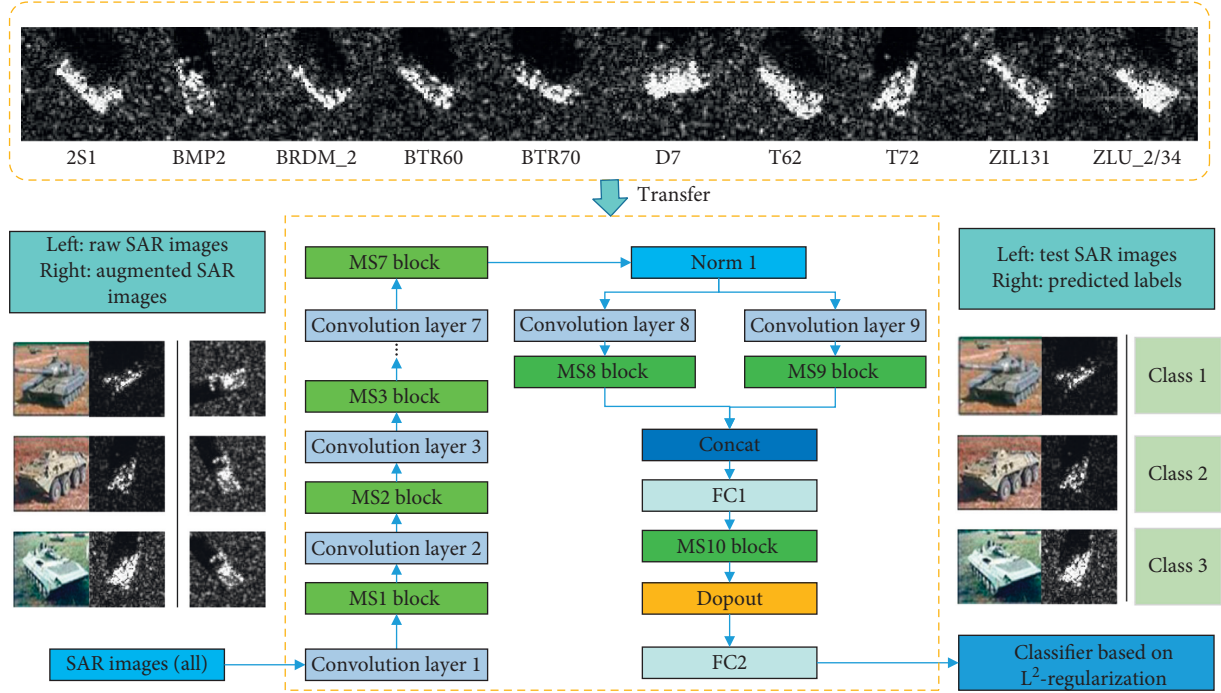 2S1
BMP2
BRDM_2
BTR60
BTR70
D7
T62
T72
ZIL131
ZLU_2/34
Transfer
Left: raw SAR images
Right: augmented SAR
images
MS7 block
Convolution layer 7
⋮
MS3 block
Convolution layer 3
MS2 block
Convolution layer 2
MS1 block
Convolution layer 1
SAR images (all)
Norm 1
Convolution layer 8
Convolution layer 9
MS8 block
MS9 block
Concat
FC1
MS10 block
Dopout
FC2
Left: test SAR images
Right: predicted labels
Class 1
Class 2
Class 3
Classifier based on
L²-regularization